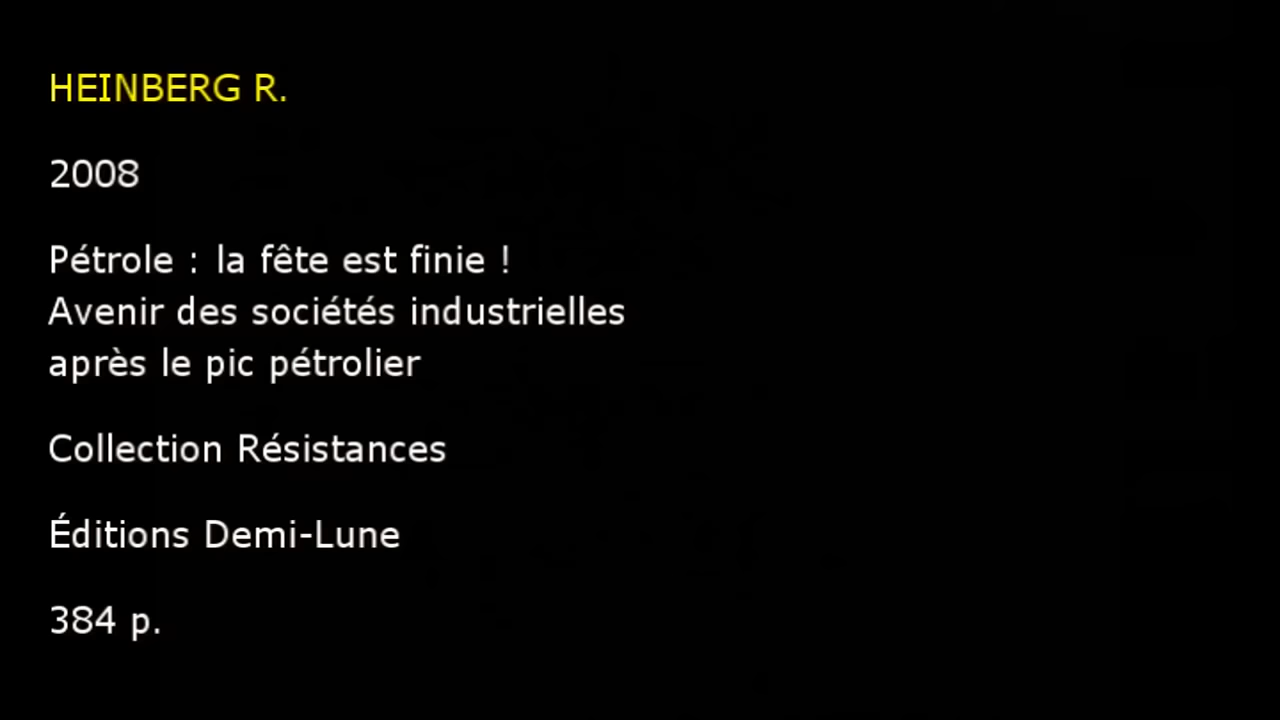 HEINBERG R.
2008
Pétrole : la fête est finie !
Avenir des sociétés industrielles
après le pic pétrolier
Collection Résistances
Éditions Demi-Lune
384 p.